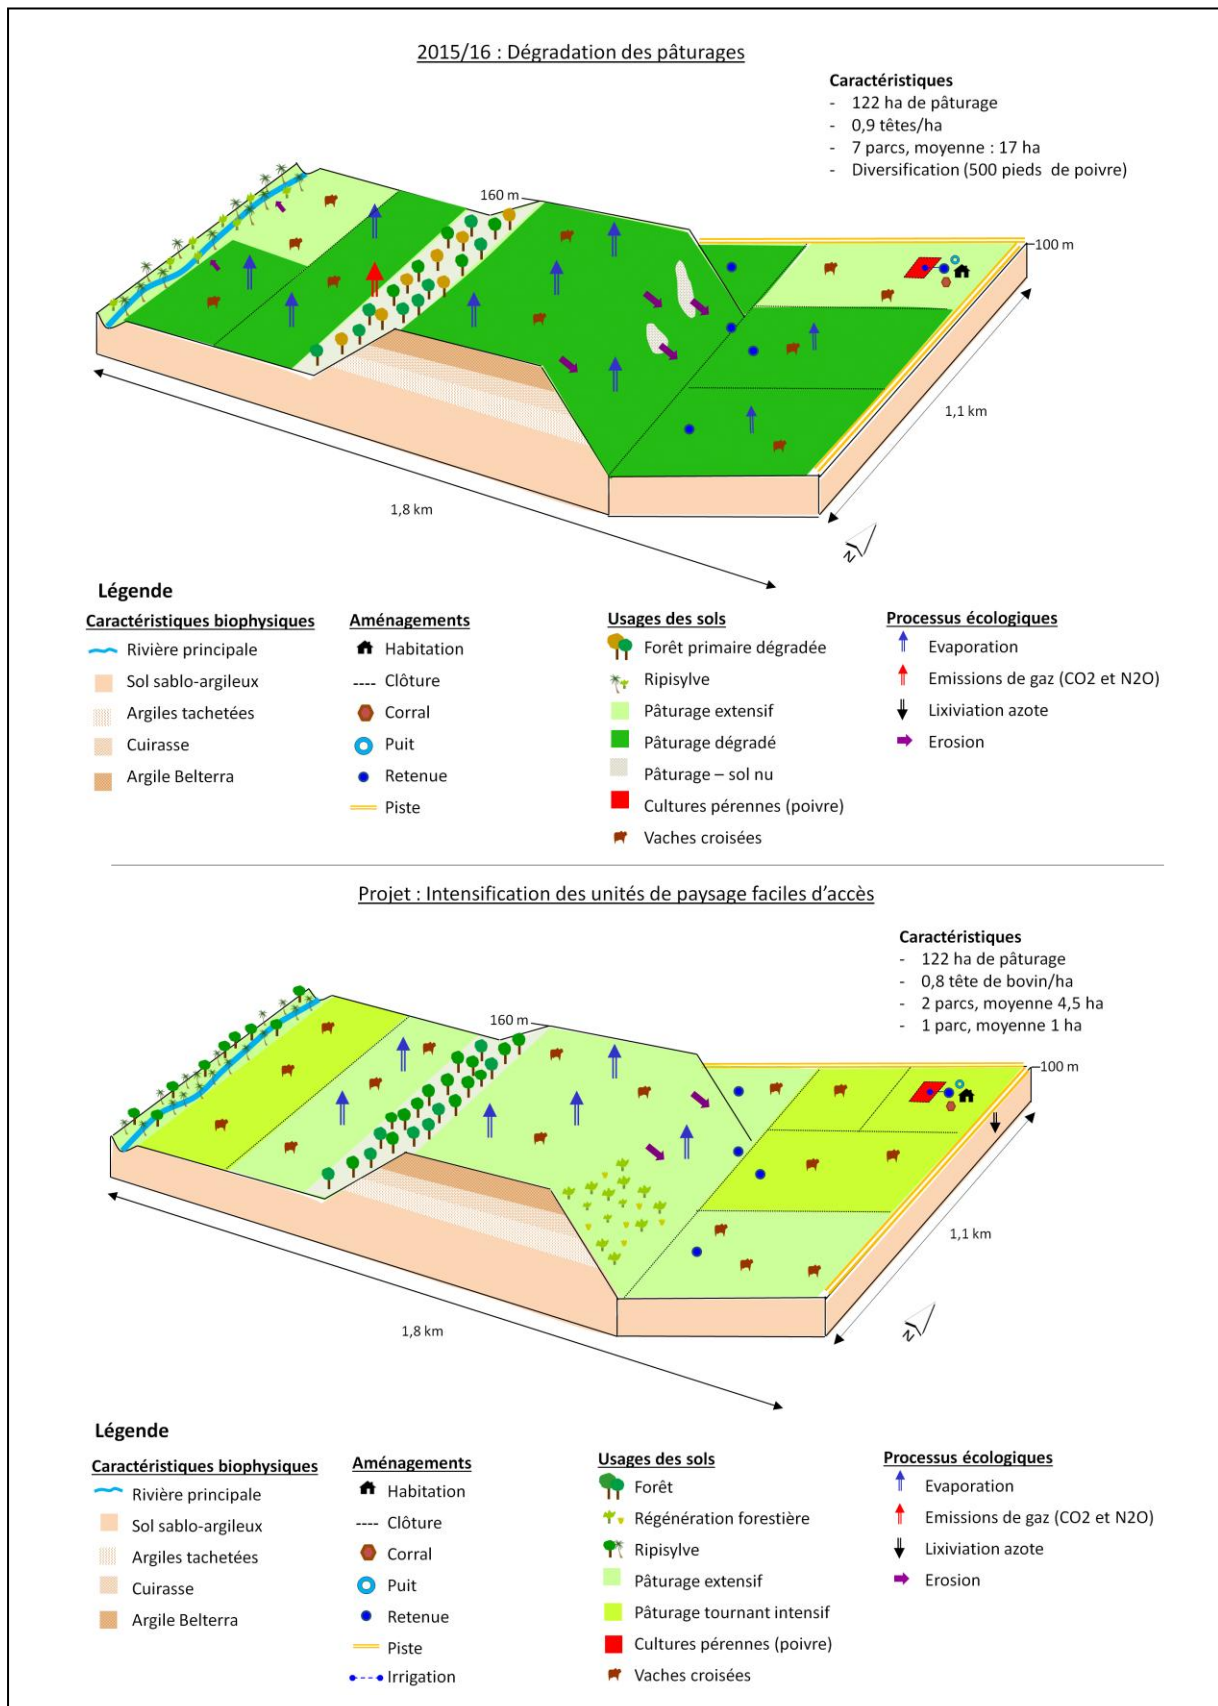 2015/16 : Dégradation des pâturages
Caractéristiques
- 122 ha de pâturage
- 0,9 têtes/ha
- 7 parcs, moyenne : 17 ha
- Diversification (500 pieds de poivre)
160 m
100 m
1,1 km
1,8 km
N
Légende
Caractéristiques biophysiques
Rivière principale
Sol sablo-argileux
Argiles tachetées
Cuirasse
Argile Belterra
Aménagements
Habitation
Clôture
Corral
Puit
Retenue
Piste
Usages des sols
Forêt primaire dégradée
Ripisylve
Pâturage extensif
Pâturage dégradé
Pâturage – sol nu
Cultures pérennes (poivre)
Vaches croisées
Processus écologiques
Evaporation
Emissions de gaz (CO2 et N2O)
Lixiviation azote
Erosion
Projet : Intensification des unités de paysage faciles d'accès
Caractéristiques
- 122 ha de pâturage
- 0,8 tête de bovin/ha
- 2 parcs, moyenne 4,5 ha
- 1 parc, moyenne 1 ha
160 m
100 m
1,1 km
1,8 km
N
Légende
Caractéristiques biophysiques
Rivière principale
Sol sablo-argileux
Argiles tachetées
Cuirasse
Argile Belterra
Aménagements
Habitation
Clôture
Corral
Puit
Retenue
Piste
Irrigation
Usages des sols
Forêt
Régénération forestière
Ripisylve
Pâturage extensif
Pâturage tournant intensif
Cultures pérennes (poivre)
Vaches croisées
Processus écologiques
Evaporation
Emissions de gaz (CO2 et N2O)
Lixiviation azote
Erosion